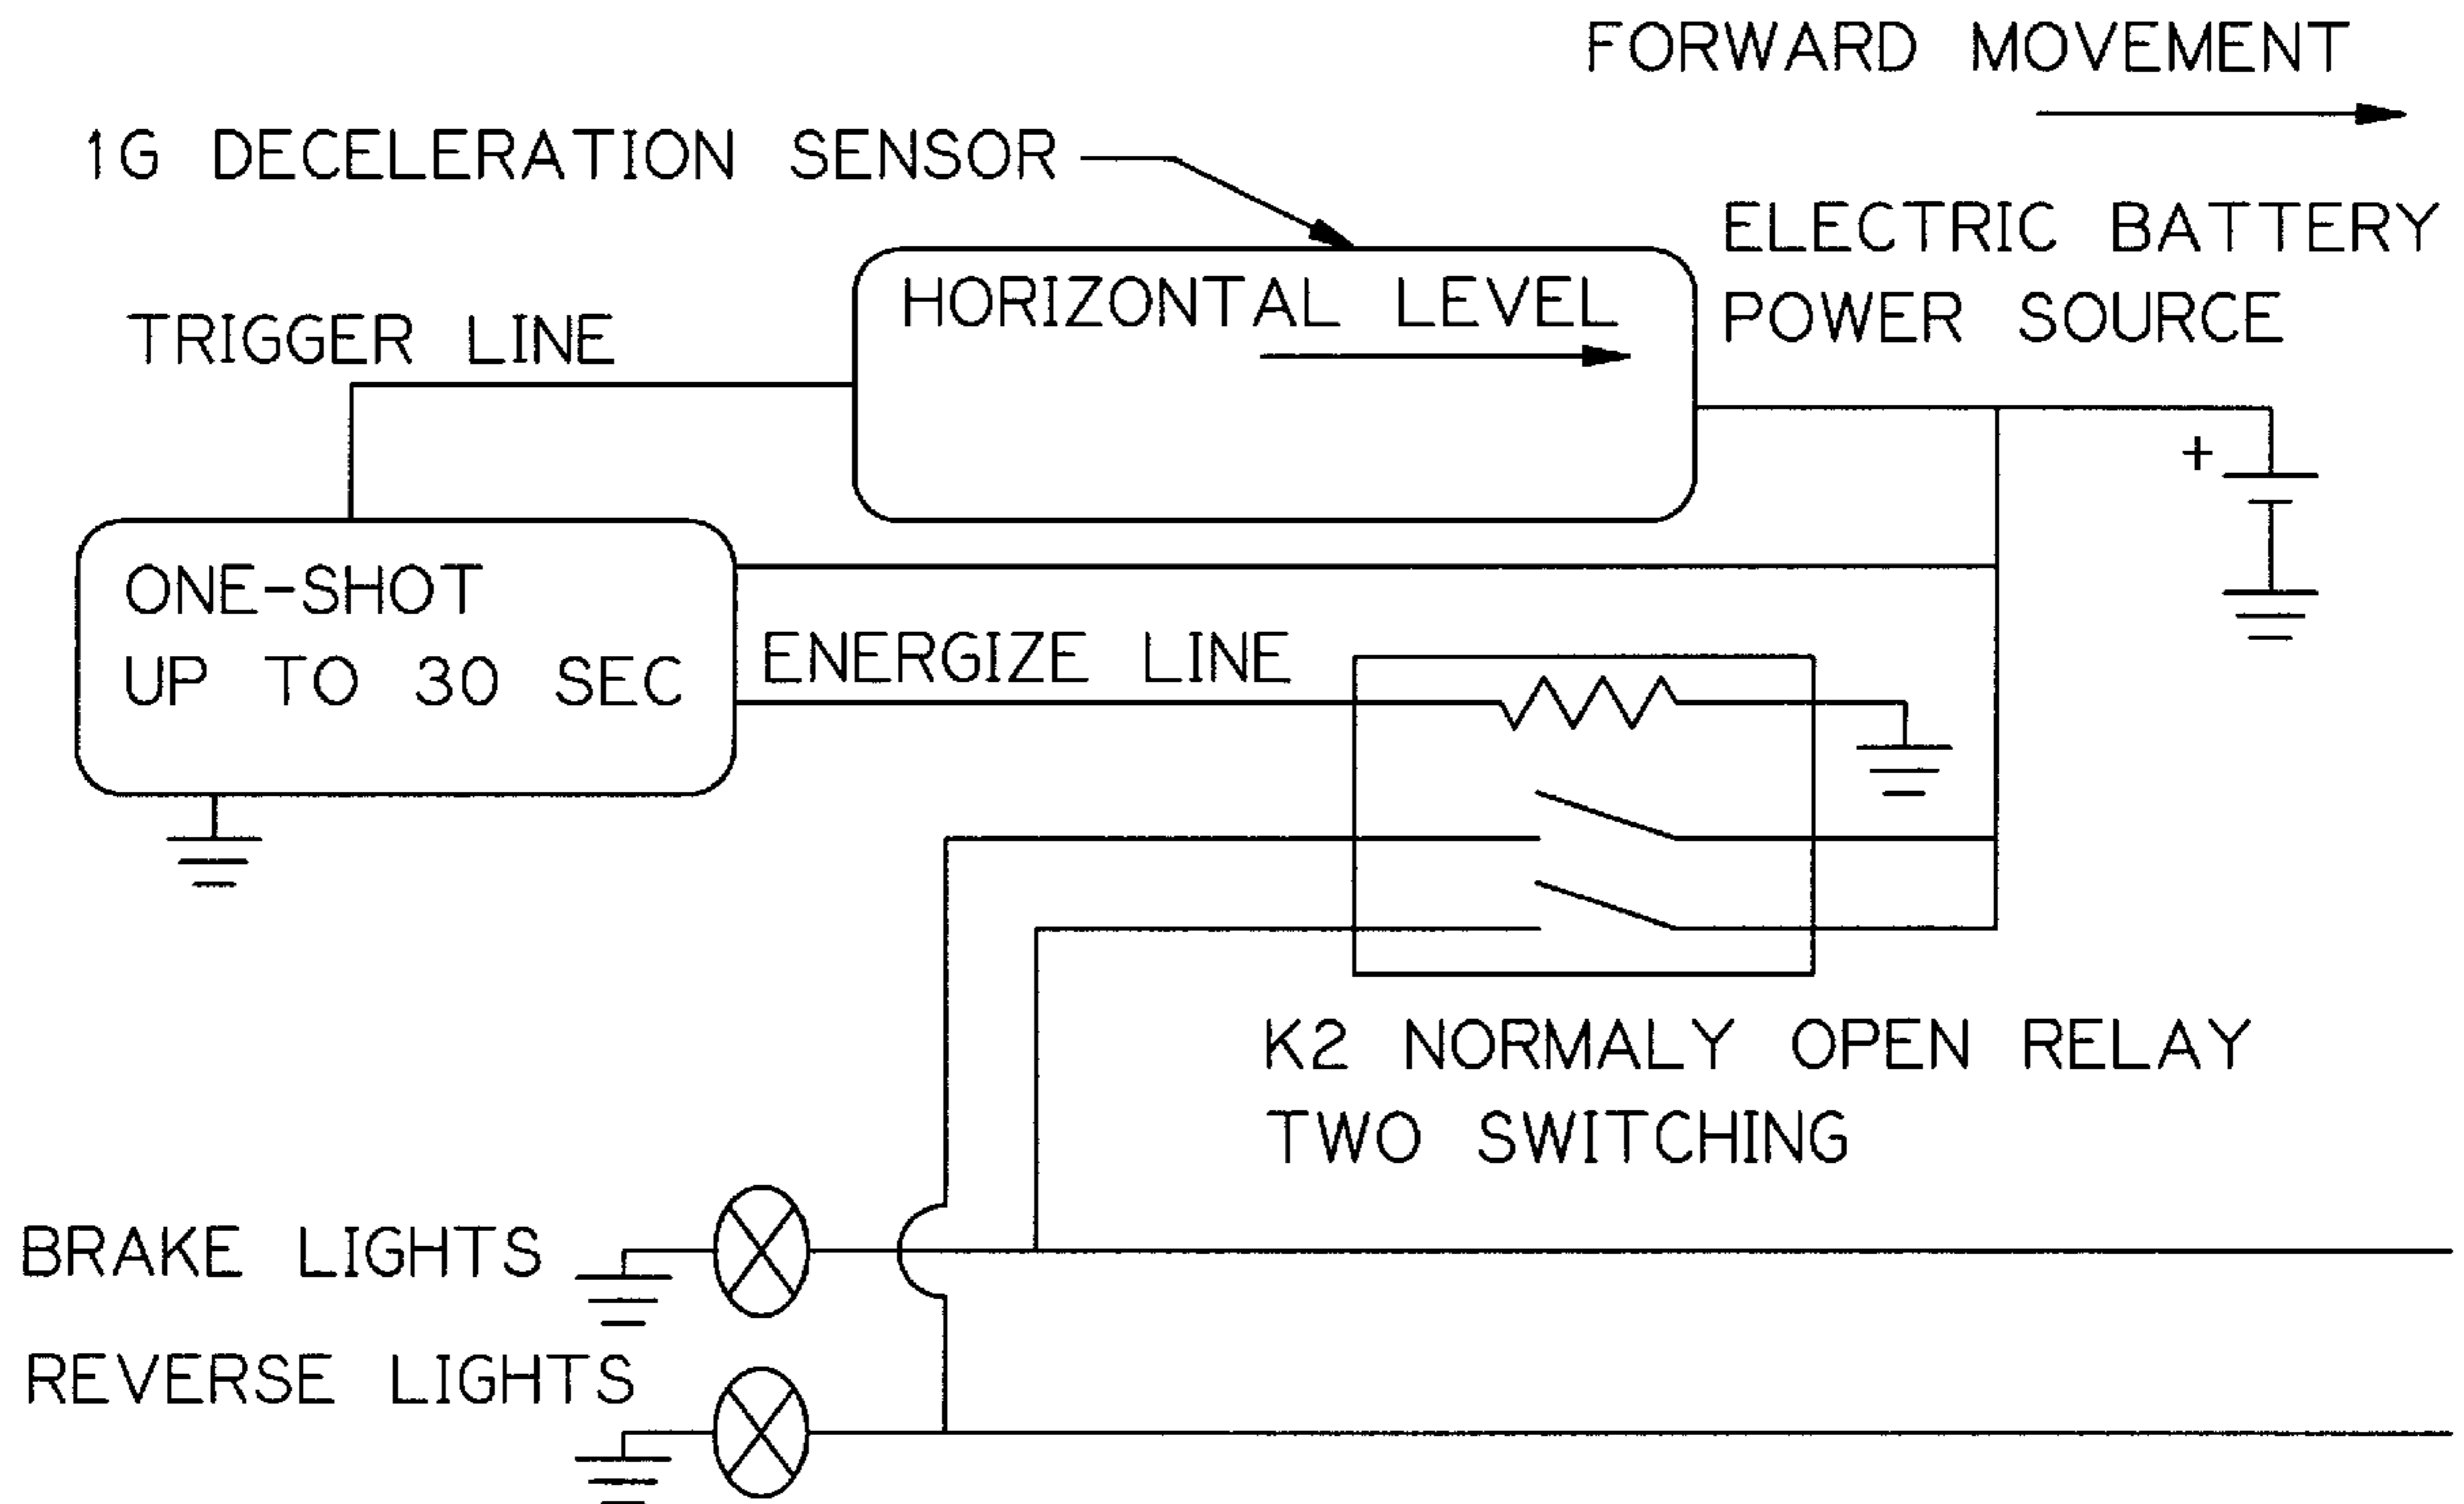 FORWARD MOVEMENT
1G DECELERATION SENSOR
ELECTRIC BATTERY
POWER SOURCE
HORIZONTAL LEVEL
TRIGGER LINE
+
ONE-SHOT
UP TO 30 SEC
ENERGIZE LINE
K2 NORMALY OPEN RELAY
TWO SWITCHING
BRAKE LIGHTS
REVERSE LIGHTS